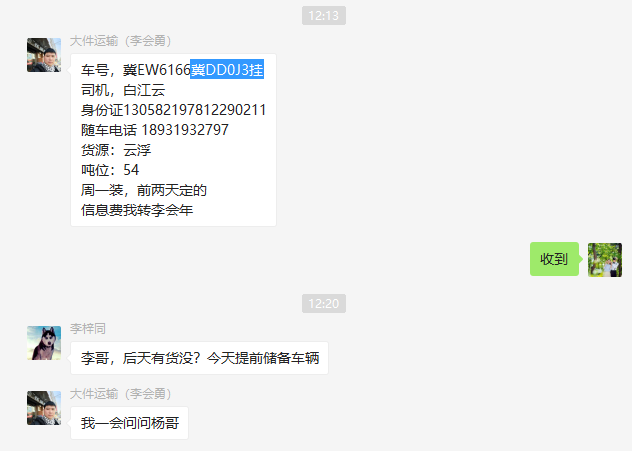 12:13
大件运输（李会勇）
车号，冀EW6166冀DD0J3挂
司机，白江云
身份证130582197812290211
随车电话 18931932797
货源：云浮
吨位：54
周一装，前两天定的
信息费我转李会年
收到
12:20
李梓同
李哥，后天有货没？今天提前储备车辆
大件运输（李会勇）
我一会问问杨哥